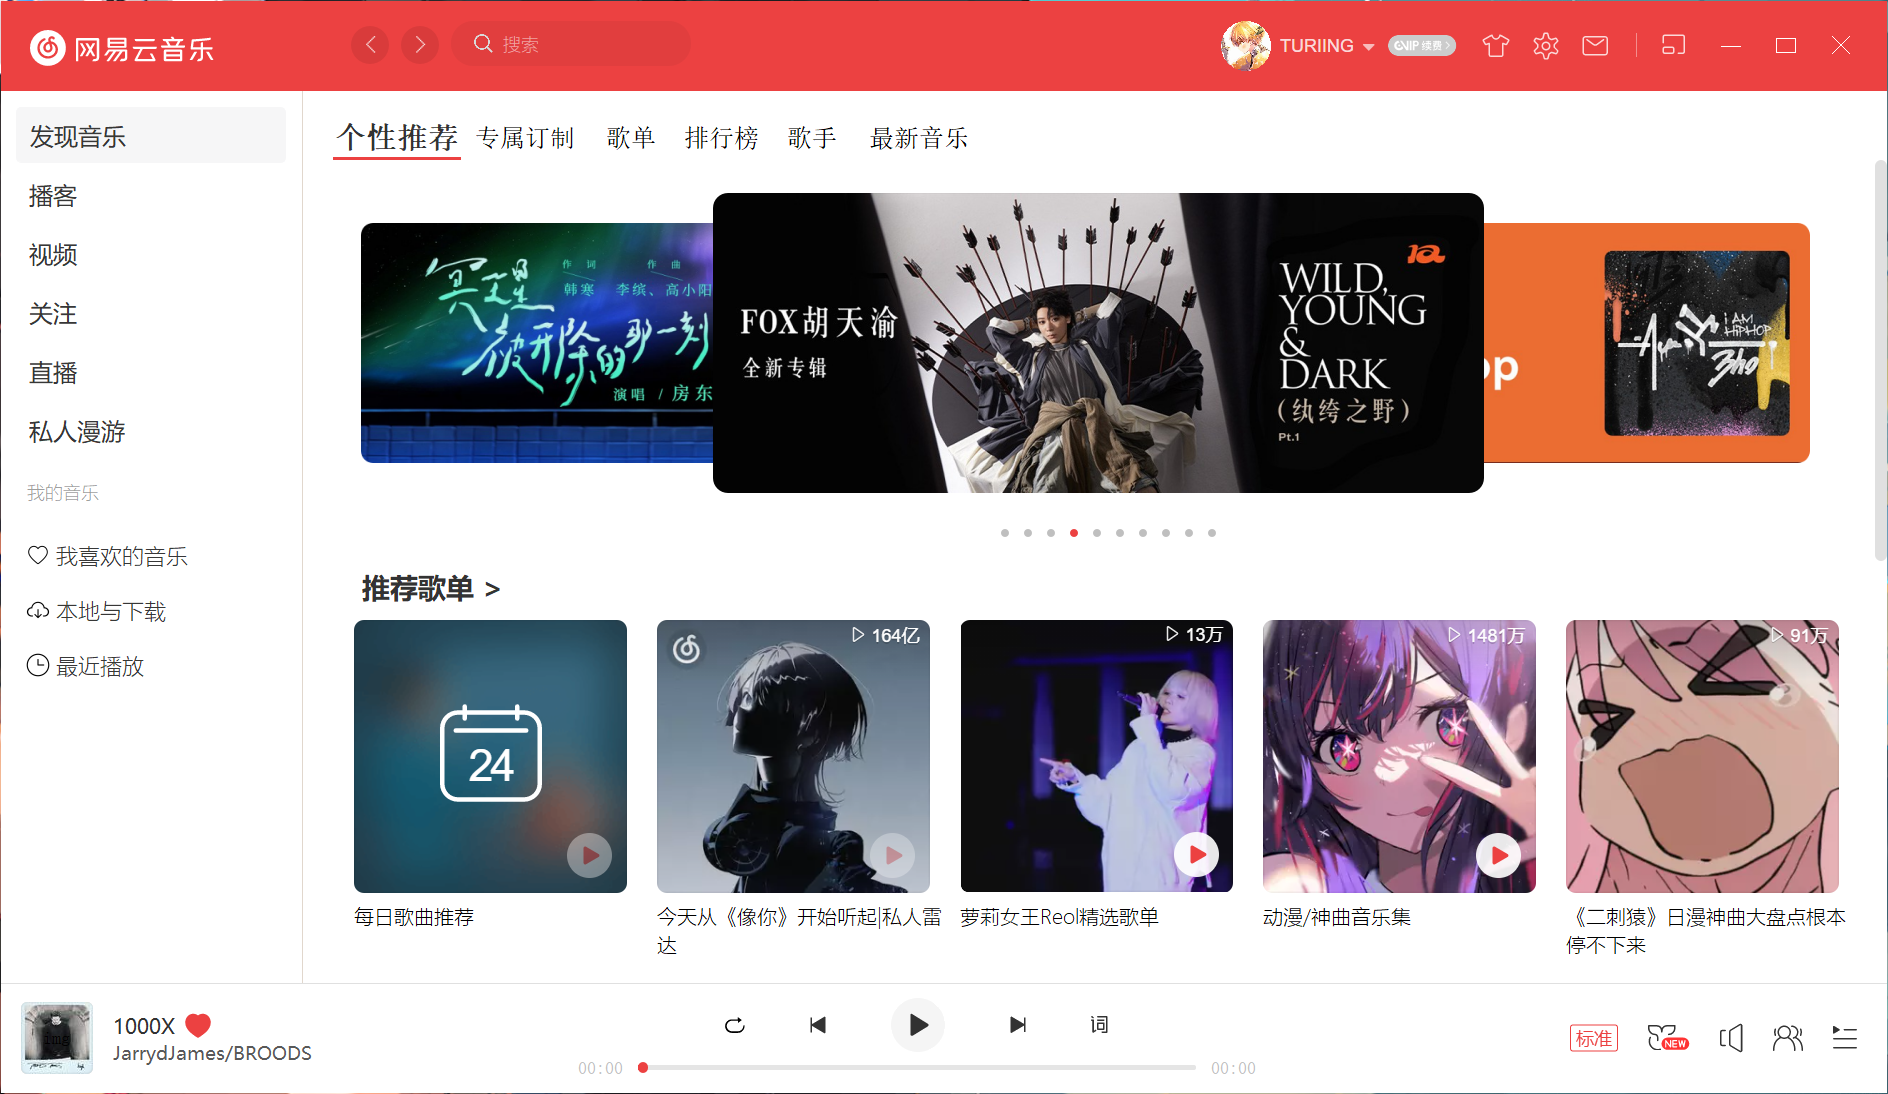 网易云音乐
搜索
TURIING
VIP 续费
发现音乐
播客
视频
关注
直播
私人漫游
我的音乐
我喜欢的音乐
本地与下载
最近播放
个性推荐 专属订制 歌单 排行榜 歌手 最新音乐
作词 作曲
韩寒 李缤、高小阳
冥王星
被开除的那一刻
演唱 / 房东
FOX胡天渝
全新专辑
WILD,
YOUNG
&
DARK
(纨绔之野)
Pt.1
op
i AM
HIPHOP
推荐歌单 >
24
每日歌曲推荐
164亿
今天从《像你》开始听起|私人雷
达
13万
萝莉女王Reol精选歌单
1481万
动漫/神曲音乐集
91万
《二刺猿》日漫神曲大盘点根本
停不下来
1000X
JarrydJames/BROODS
词
00:00
00:00
标准
NEW